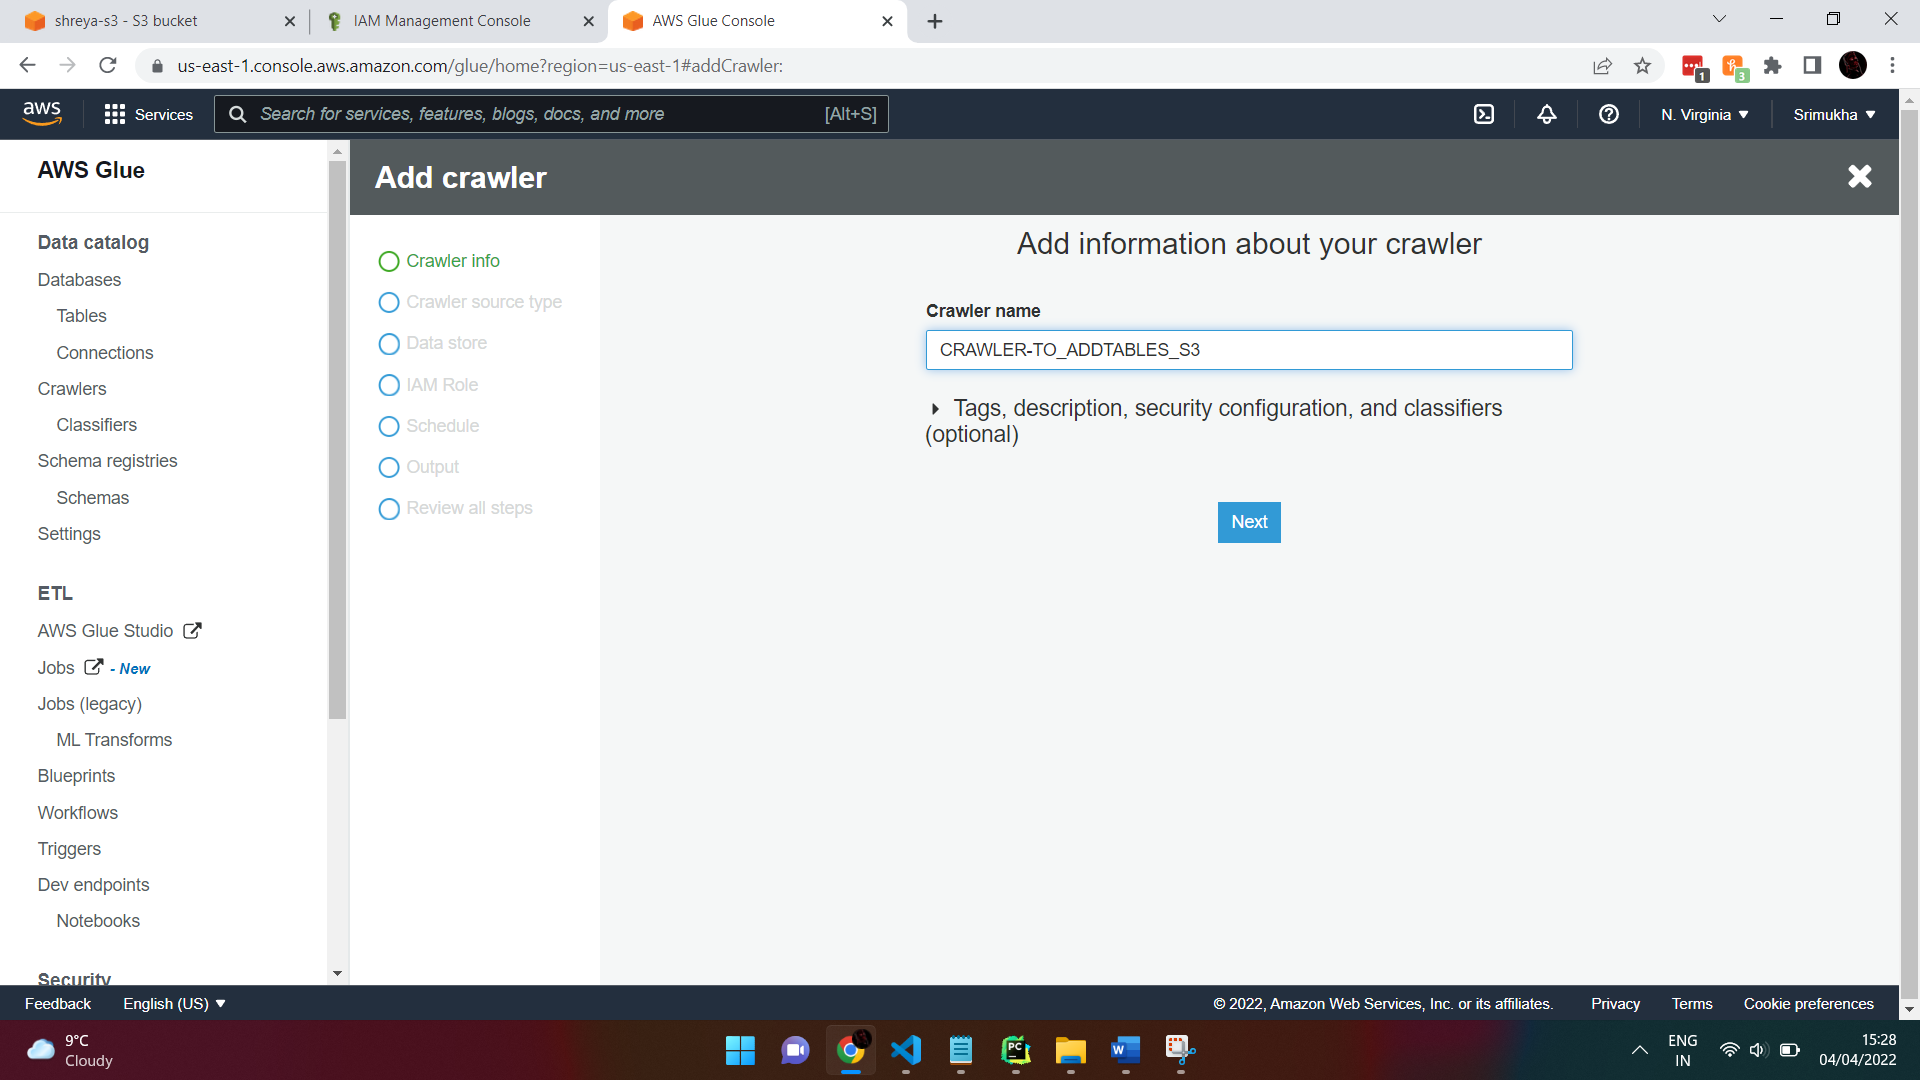 shreya-s3 - S3 bucket
IAM Management Console
AWS Glue Console
us-east-1.console.aws.amazon.com/glue/home?region=us-east-1#addCrawler:
1
3
aws
Services
Search for services, features, blogs, docs, and more
[Alt+S]
N. Virginia
Srimukha
AWS Glue
Data catalog
Databases
Tables
Connections
Crawlers
Classifiers
Schema registries
Schemas
Settings
ETL
AWS Glue Studio
Jobs - New
Jobs (legacy)
ML Transforms
Blueprints
Workflows
Triggers
Dev endpoints
Notebooks
Security
Add crawler
Crawler info
Crawler source type
Data store
IAM Role
Schedule
Output
Review all steps
Add information about your crawler
Crawler name
CRAWLER-TO_ADDTABLES_S3
Tags, description, security configuration, and classifiers
(optional)
Next
Feedback
English (US)
© 2022, Amazon Web Services, Inc. or its affiliates.
Privacy
Terms
Cookie preferences
9°C
Cloudy
PC
W
ENG
IN
15:28
04/04/2022